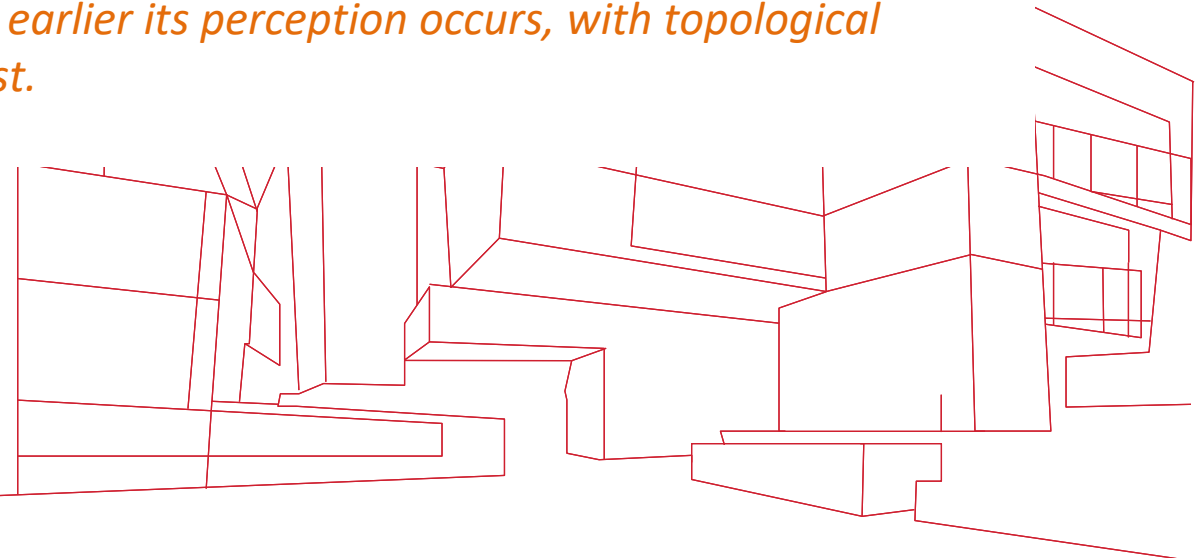 earlier its perception occurs, with topological
st.